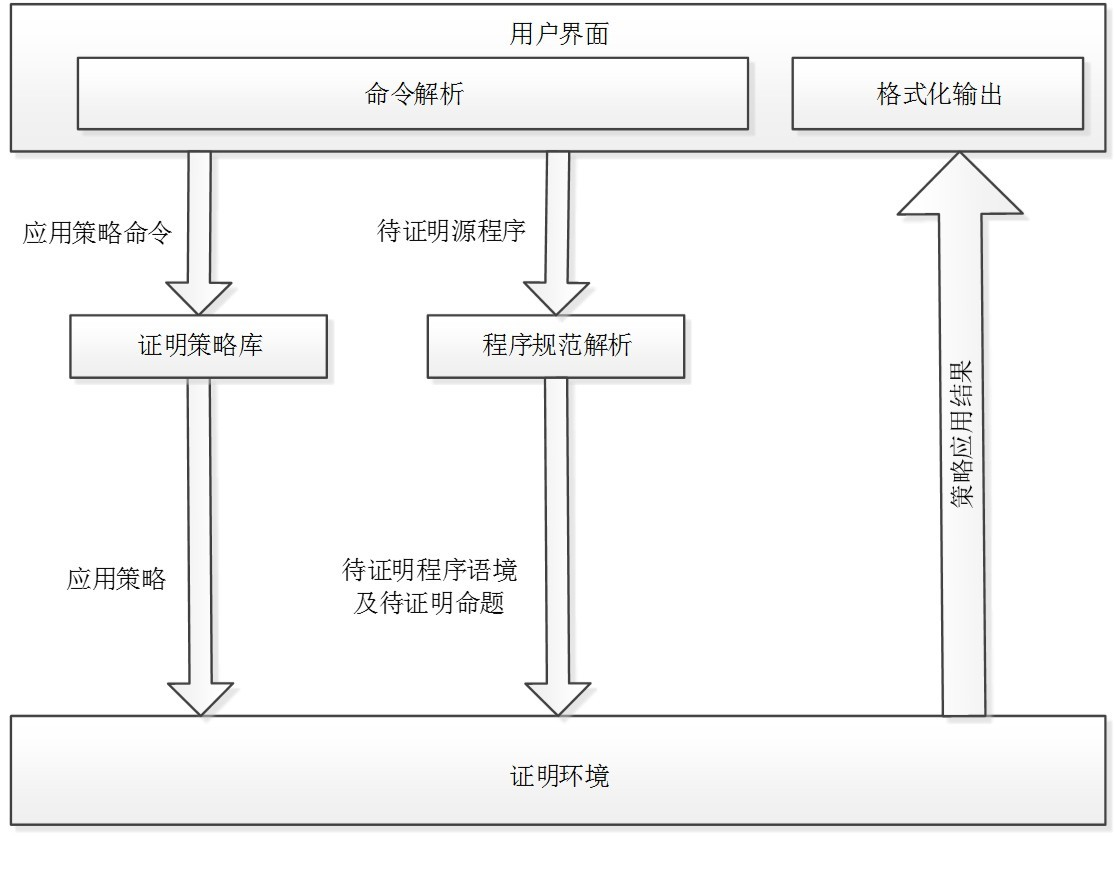 用户界面
命令解析
格式化输出
应用策略命令
待证明源程序
证明策略库
程序规范解析
策略应用结果
应用策略
待证明程序语境
及待证明命题
证明环境